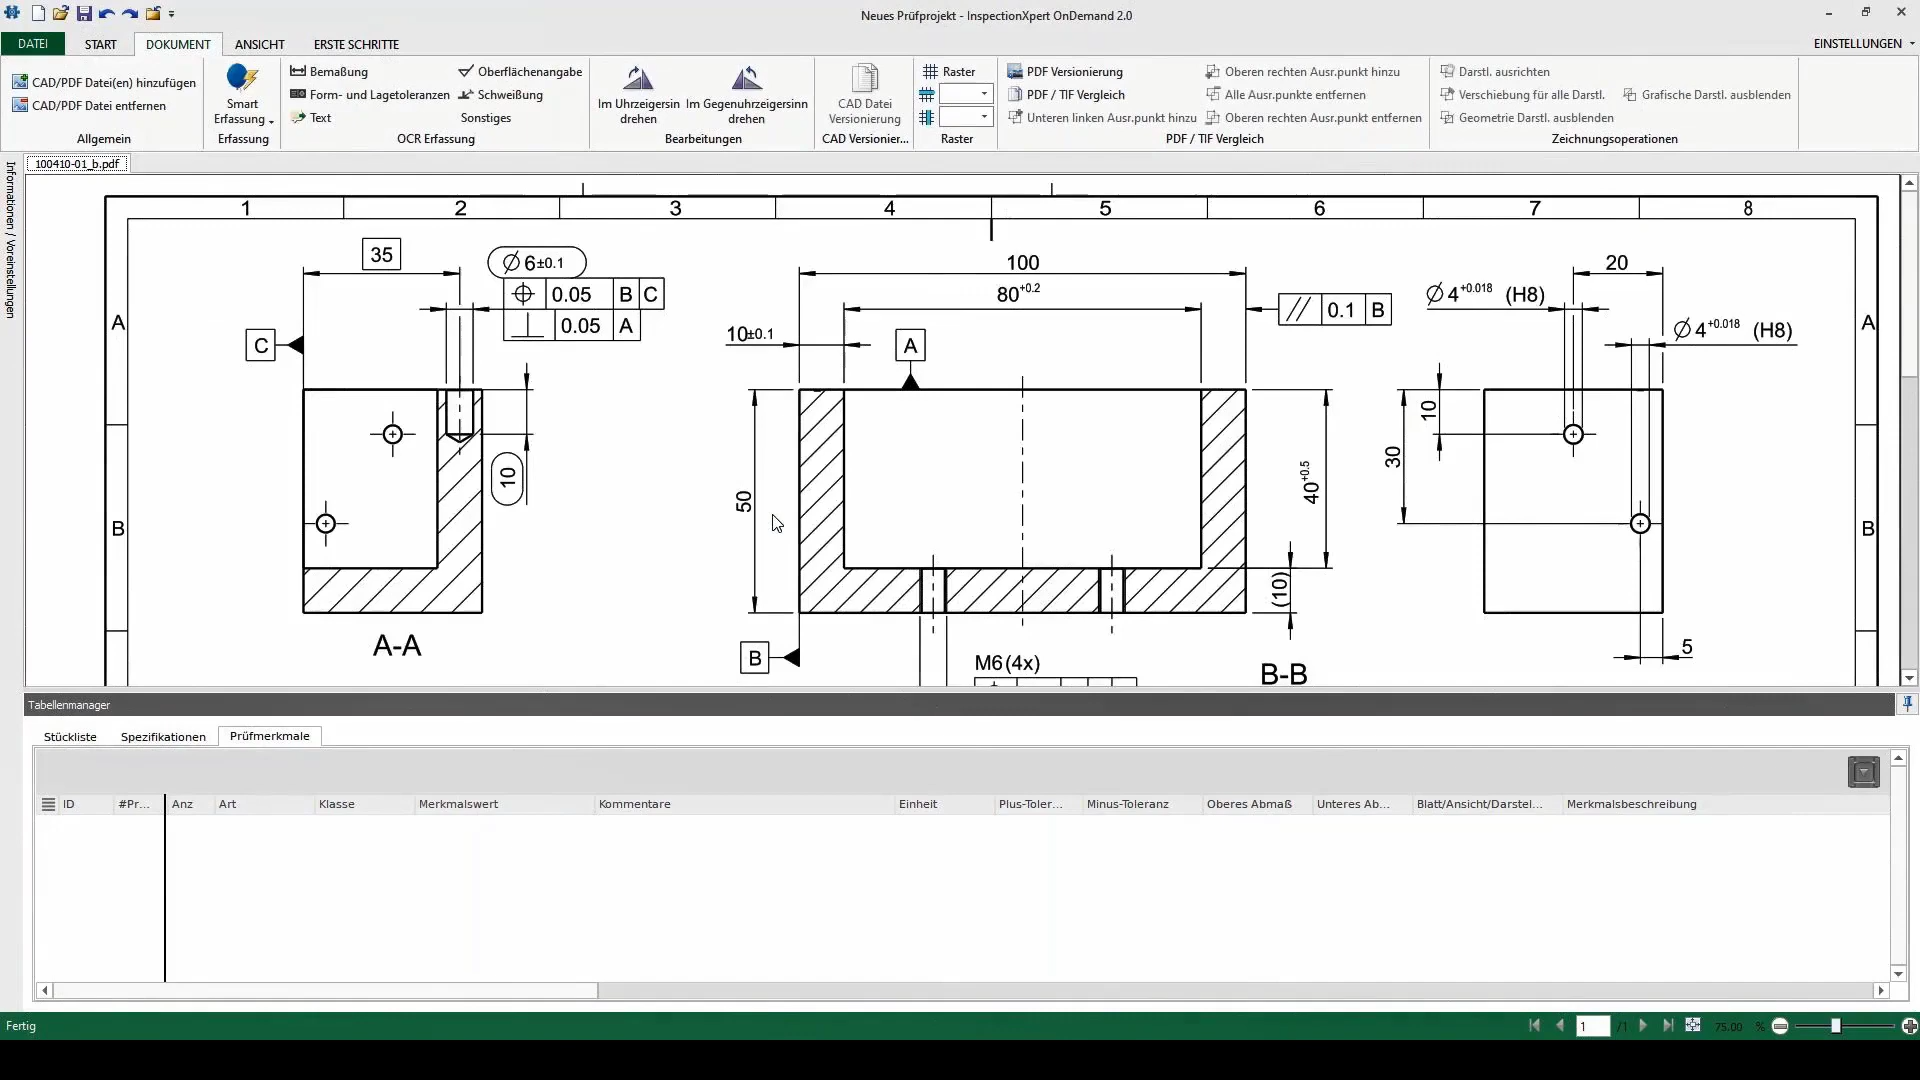 Neues Prüfprojekt - InspectionXpert OnDemand 2.0
DATEI START DOKUMENT ANSICHT ERSTE SCHRITTE EINSTELLUNGEN
CAD/PDF Datei(en) hinzufügen
CAD/PDF Datei entfernen
Allgemein
Smart
Erfassung
Erfassung
Bemaßung
Form- und Lagetoleranzen
Text
Oberflächenangabe
Schweißung
Sonstiges
OCR Erfassung
Im Uhrzeigersin
drehen
Im Gegenuhrzeigersinn
drehen
Bearbeitungen
CAD Datei
Versionierung
CAD Versionier...
Raster
Raster
PDF Versionierung
PDF / TIF Vergleich
Unteren linken Ausr.punkt hinzu
Oberen rechten Ausr.punkt hinzu
Alle Ausr.punkte entfernen
Oberen rechten Ausr.punkt entfernen
PDF / TIF Vergleich
Darstl. ausrichten
Verschiebung für alle Darstl.
Geometrie Darstl. ausblenden
Grafische Darstl. ausblenden
Zeichnungsoperationen
100410-01_b.pdf
Informationen / Voreinstellungen
1 2 3 4 5 6 7 8
35
∅ 6±0.1
⌖ 0.05 B C
⊥ 0.05 A
C
10
A-A
100
80+0.2
10±0.1
A
// 0.1 B
50
40+0.5
(10)
B
M6 (4x)
B-B
20
∅ 4+0.018 (H8)
∅ 4+0.018 (H8)
10
30
5
A A
B B
Tabellenmanager
Stückliste Spezifikationen Prüfmerkmale
ID #Pr... Anz Art Klasse Merkmalswert Kommentare Einheit Plus-Toler... Minus-Toleranz Oberes Abmaß Unteres Ab... Blatt/Ansicht/Darstel... Merkmalsbeschreibung
Fertig 1 /1 75.00 %